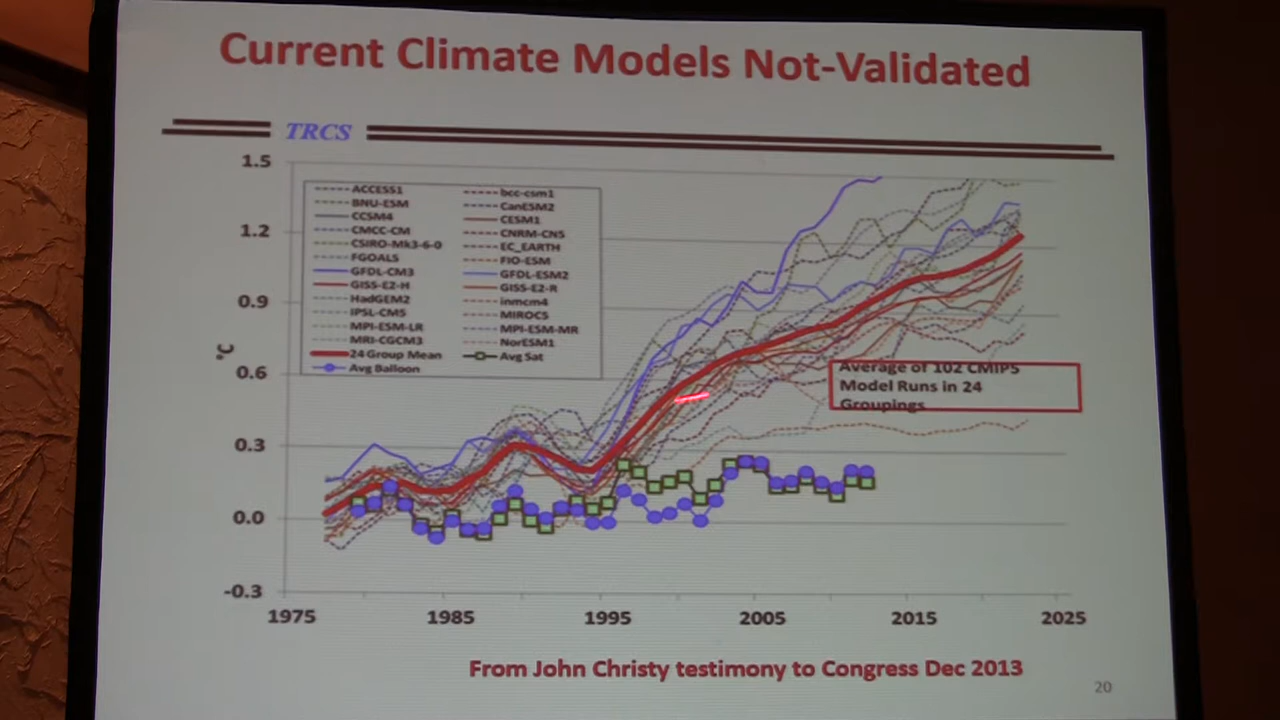 Current Climate Models Not-Validated
TRCS
1.5
1.2
0.9
0.6
0.3
0.0
-0.3
°C
ACCESS1 bcc-csm1
BNU-ESM CanESM2
CCSM4 CESM1
CMCC-CM CNRM-CN5
CSIRO-Mk3-6-0 EC_EARTH
FGOALS FIO-ESM
GFDL-CM3 GFDL-ESM2
GISS-E2-H GISS-E2-R
HadGEM2 inmcm4
IPSL-CM5 MIROC5
MPI-ESM-LR MPI-ESM-MR
MRI-CGCM3 NorESM1
24 Group Mean Avg Sat
Avg Balloon
Average of 102 CMIP5
Model Runs in 24
Groupings
1975 1985 1995 2005 2015 2025
From John Christy testimony to Congress Dec 2013
20